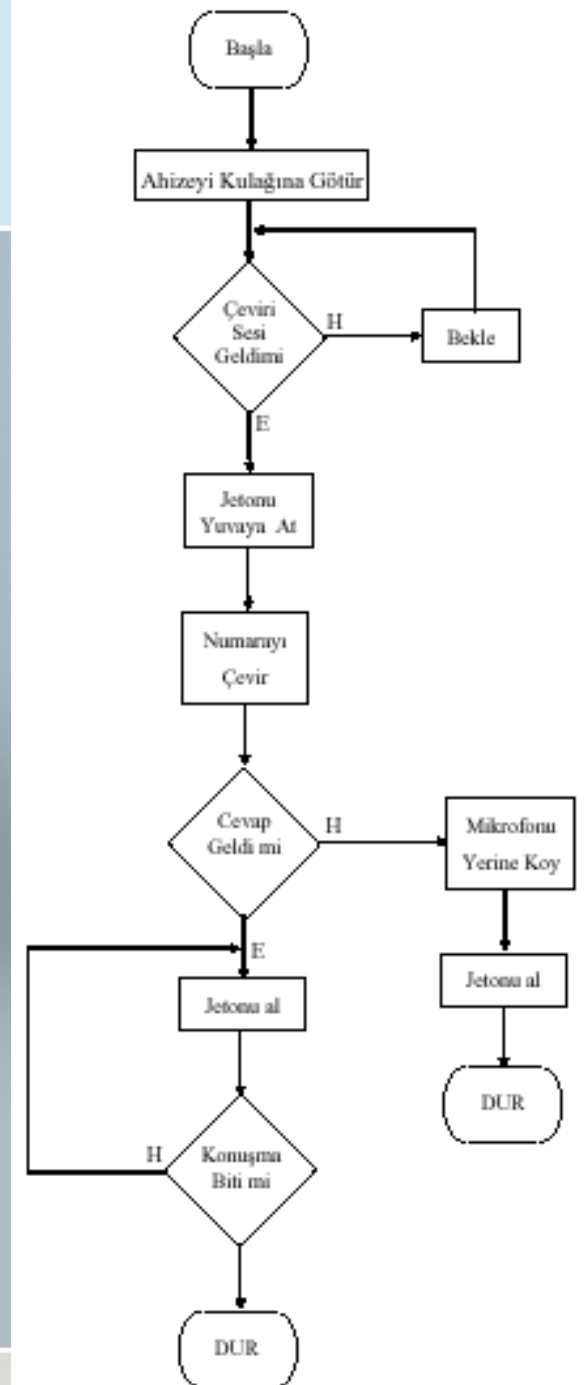 Başla
Ahizeyi Kulağına Götür
Çeviri
Sesi
Geldimi
H
Bekle
E
Jetonu
Yuvaya At
Numarayı
Çevir
Cevap
Geldi mi
H
Mikrofonu
Yerine Koy
E
Jetonu al
Jetonu al
DUR
H
Konuşma
Biti mi
DUR